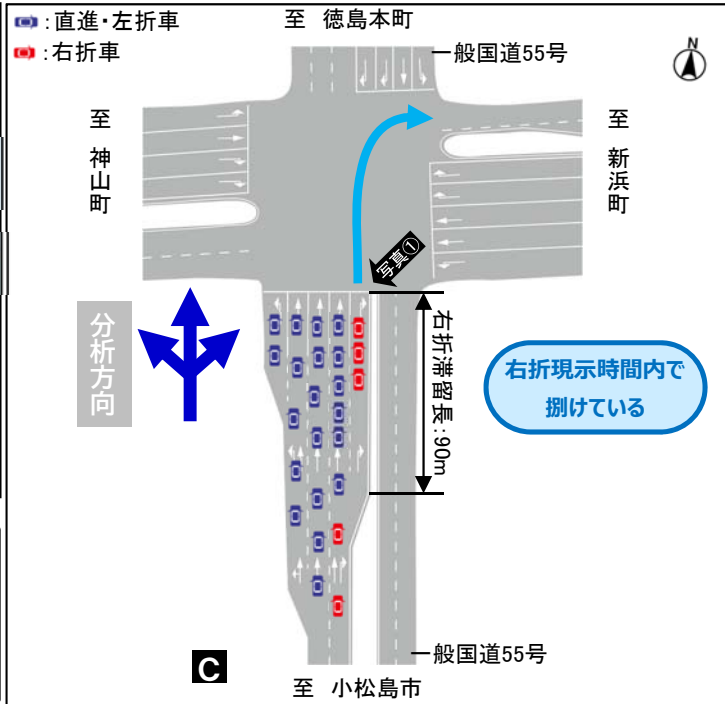 :直進・左折車
:右折車
至 徳島本町
一般国道55号
N
至 神山町
至 新浜町
写真①
分析方向
右折滞留長:90m
右折現示時間内で
捌けている
一般国道55号
C
至 小松島市